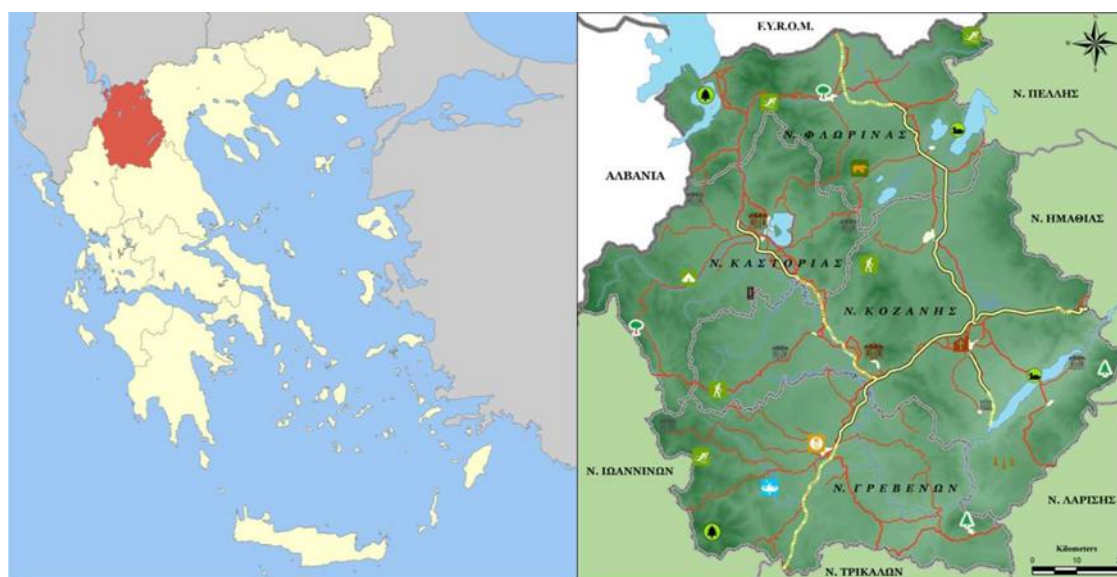 F.Y.R.O.M.
Ν. ΠΕΛΛΗΣ
Ν. ΦΛΩΡΙΝΑΣ
ΑΛΒΑΝΙΑ
Ν. ΗΜΑΘΙΑΣ
Ν. ΚΑΣΤΟΡΙΑΣ
Ν. ΚΟΖΑΝΗΣ
Ν. ΙΩΑΝΝΙΝΩΝ
Ν. ΓΡΕΒΕΝΩΝ
Ν. ΛΑΡΙΣΗΣ
Kilometers
0 10
Ν. ΤΡΙΚΑΛΩΝ